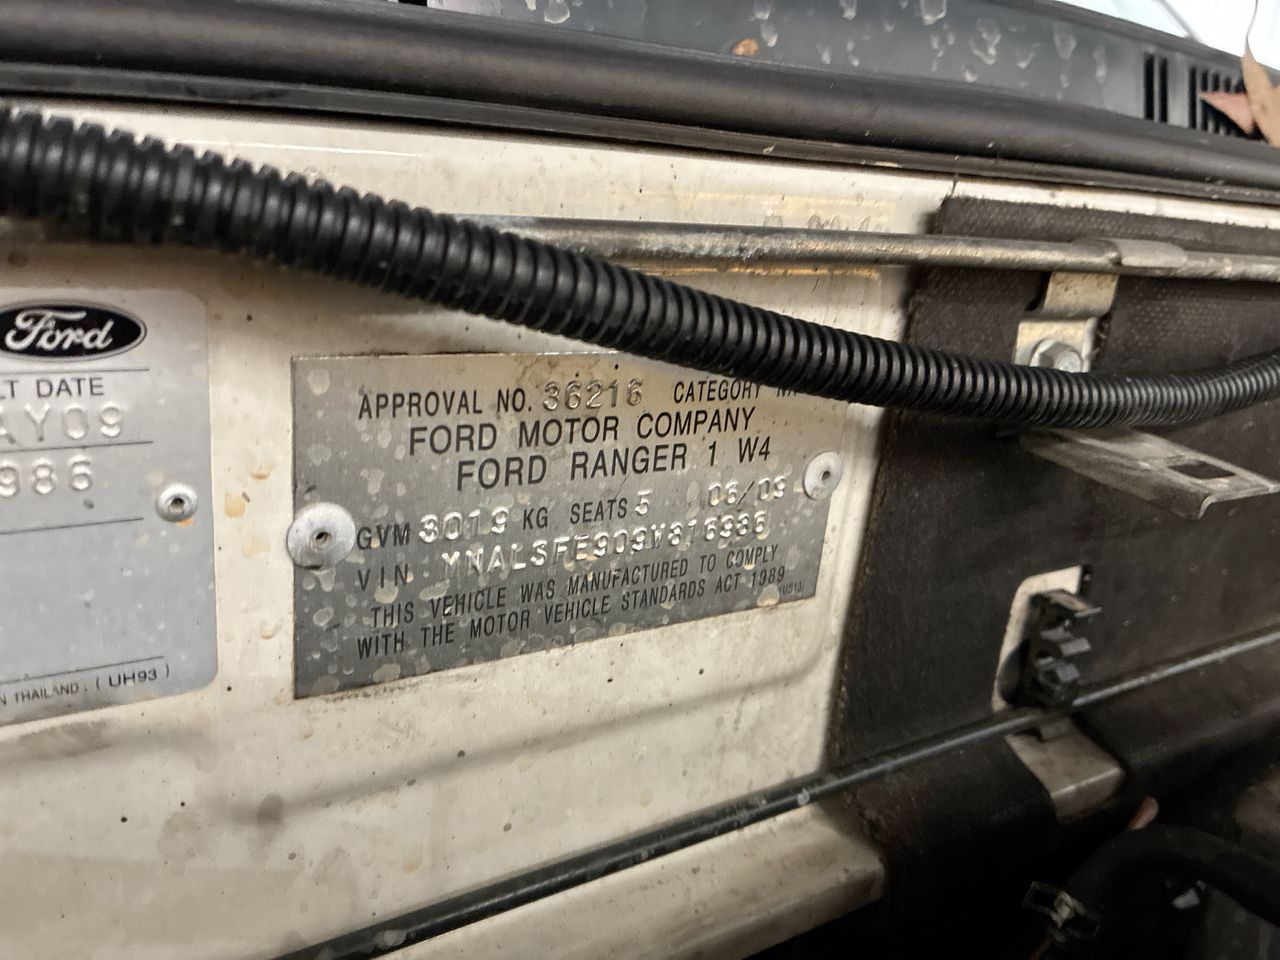 Ford
LT DATE
AY09
986
N THAILAND. (UH93)
APPROVAL NO. 36216 CATEGORY NA
FORD MOTOR COMPANY
FORD RANGER 1 W4
GVM 3019 KG SEATS 5 06/09
VIN MNALSFE909W816986
THIS VEHICLE WAS MANUFACTURED TO COMPLY
WITH THE MOTOR VEHICLE STANDARDS ACT 1989